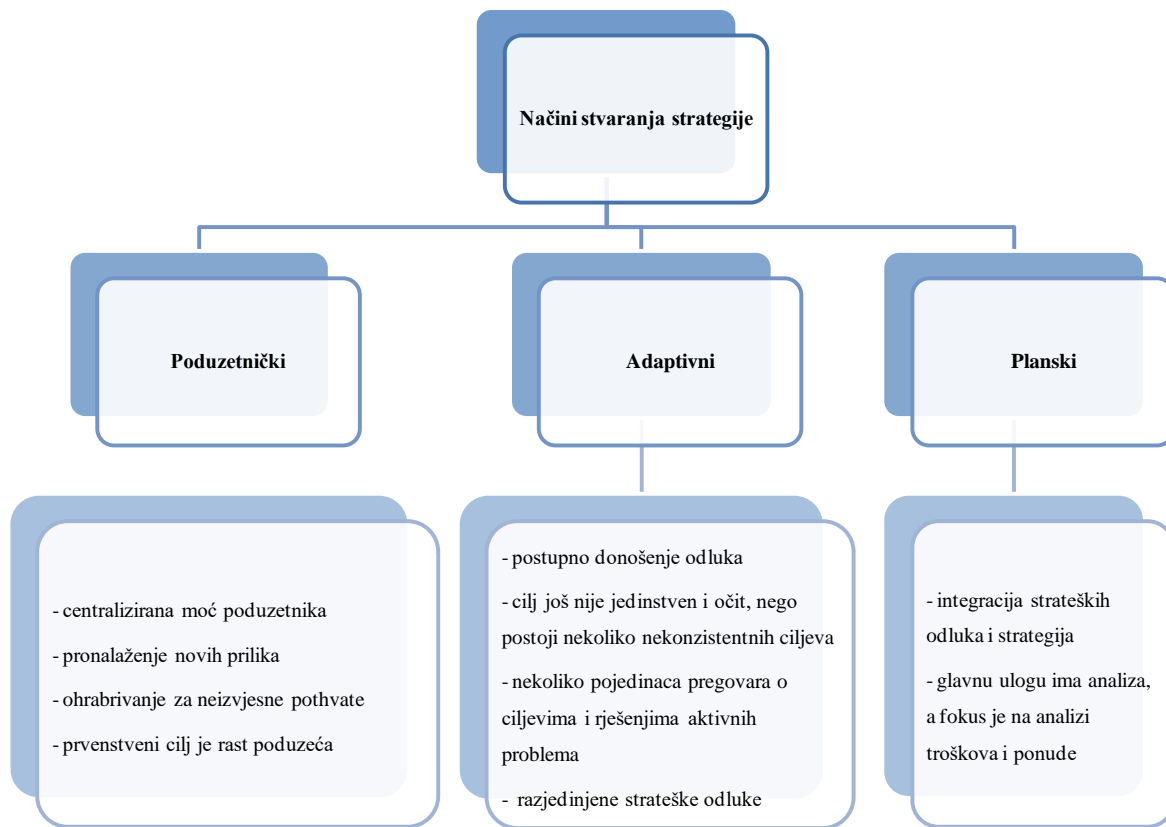 Načini stvaranja strategije
Poduzetnički
Adaptivni
Planski
- centralizirana moć poduzetnika
- pronalaženje novih prilika
- ohrabrivanje za neizvjesne pothvate
- prvenstveni cilj je rast poduzeća
- postupno donošenje odluka
- cilj još nije jedinstven i očit, nego
postoji nekoliko nekonzistentnih ciljeva
- nekoliko pojedinaca pregovara o
ciljevima i rješenjima aktivnih
problema
- razjedinjene strateške odluke
- integracija strateških
odluka i strategija
- glavnu ulogu ima analiza,
a fokus je na analizi
troškova i ponude